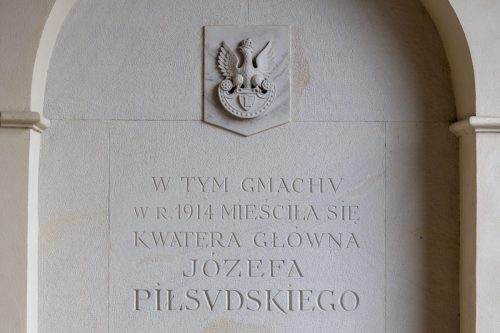 L
W TYM GMACHV
W R. 1914 MIEŚCIŁA SIĘ
KWATERA GŁÓWNA
JÓZEFA
PIŁSVDSKIEGO